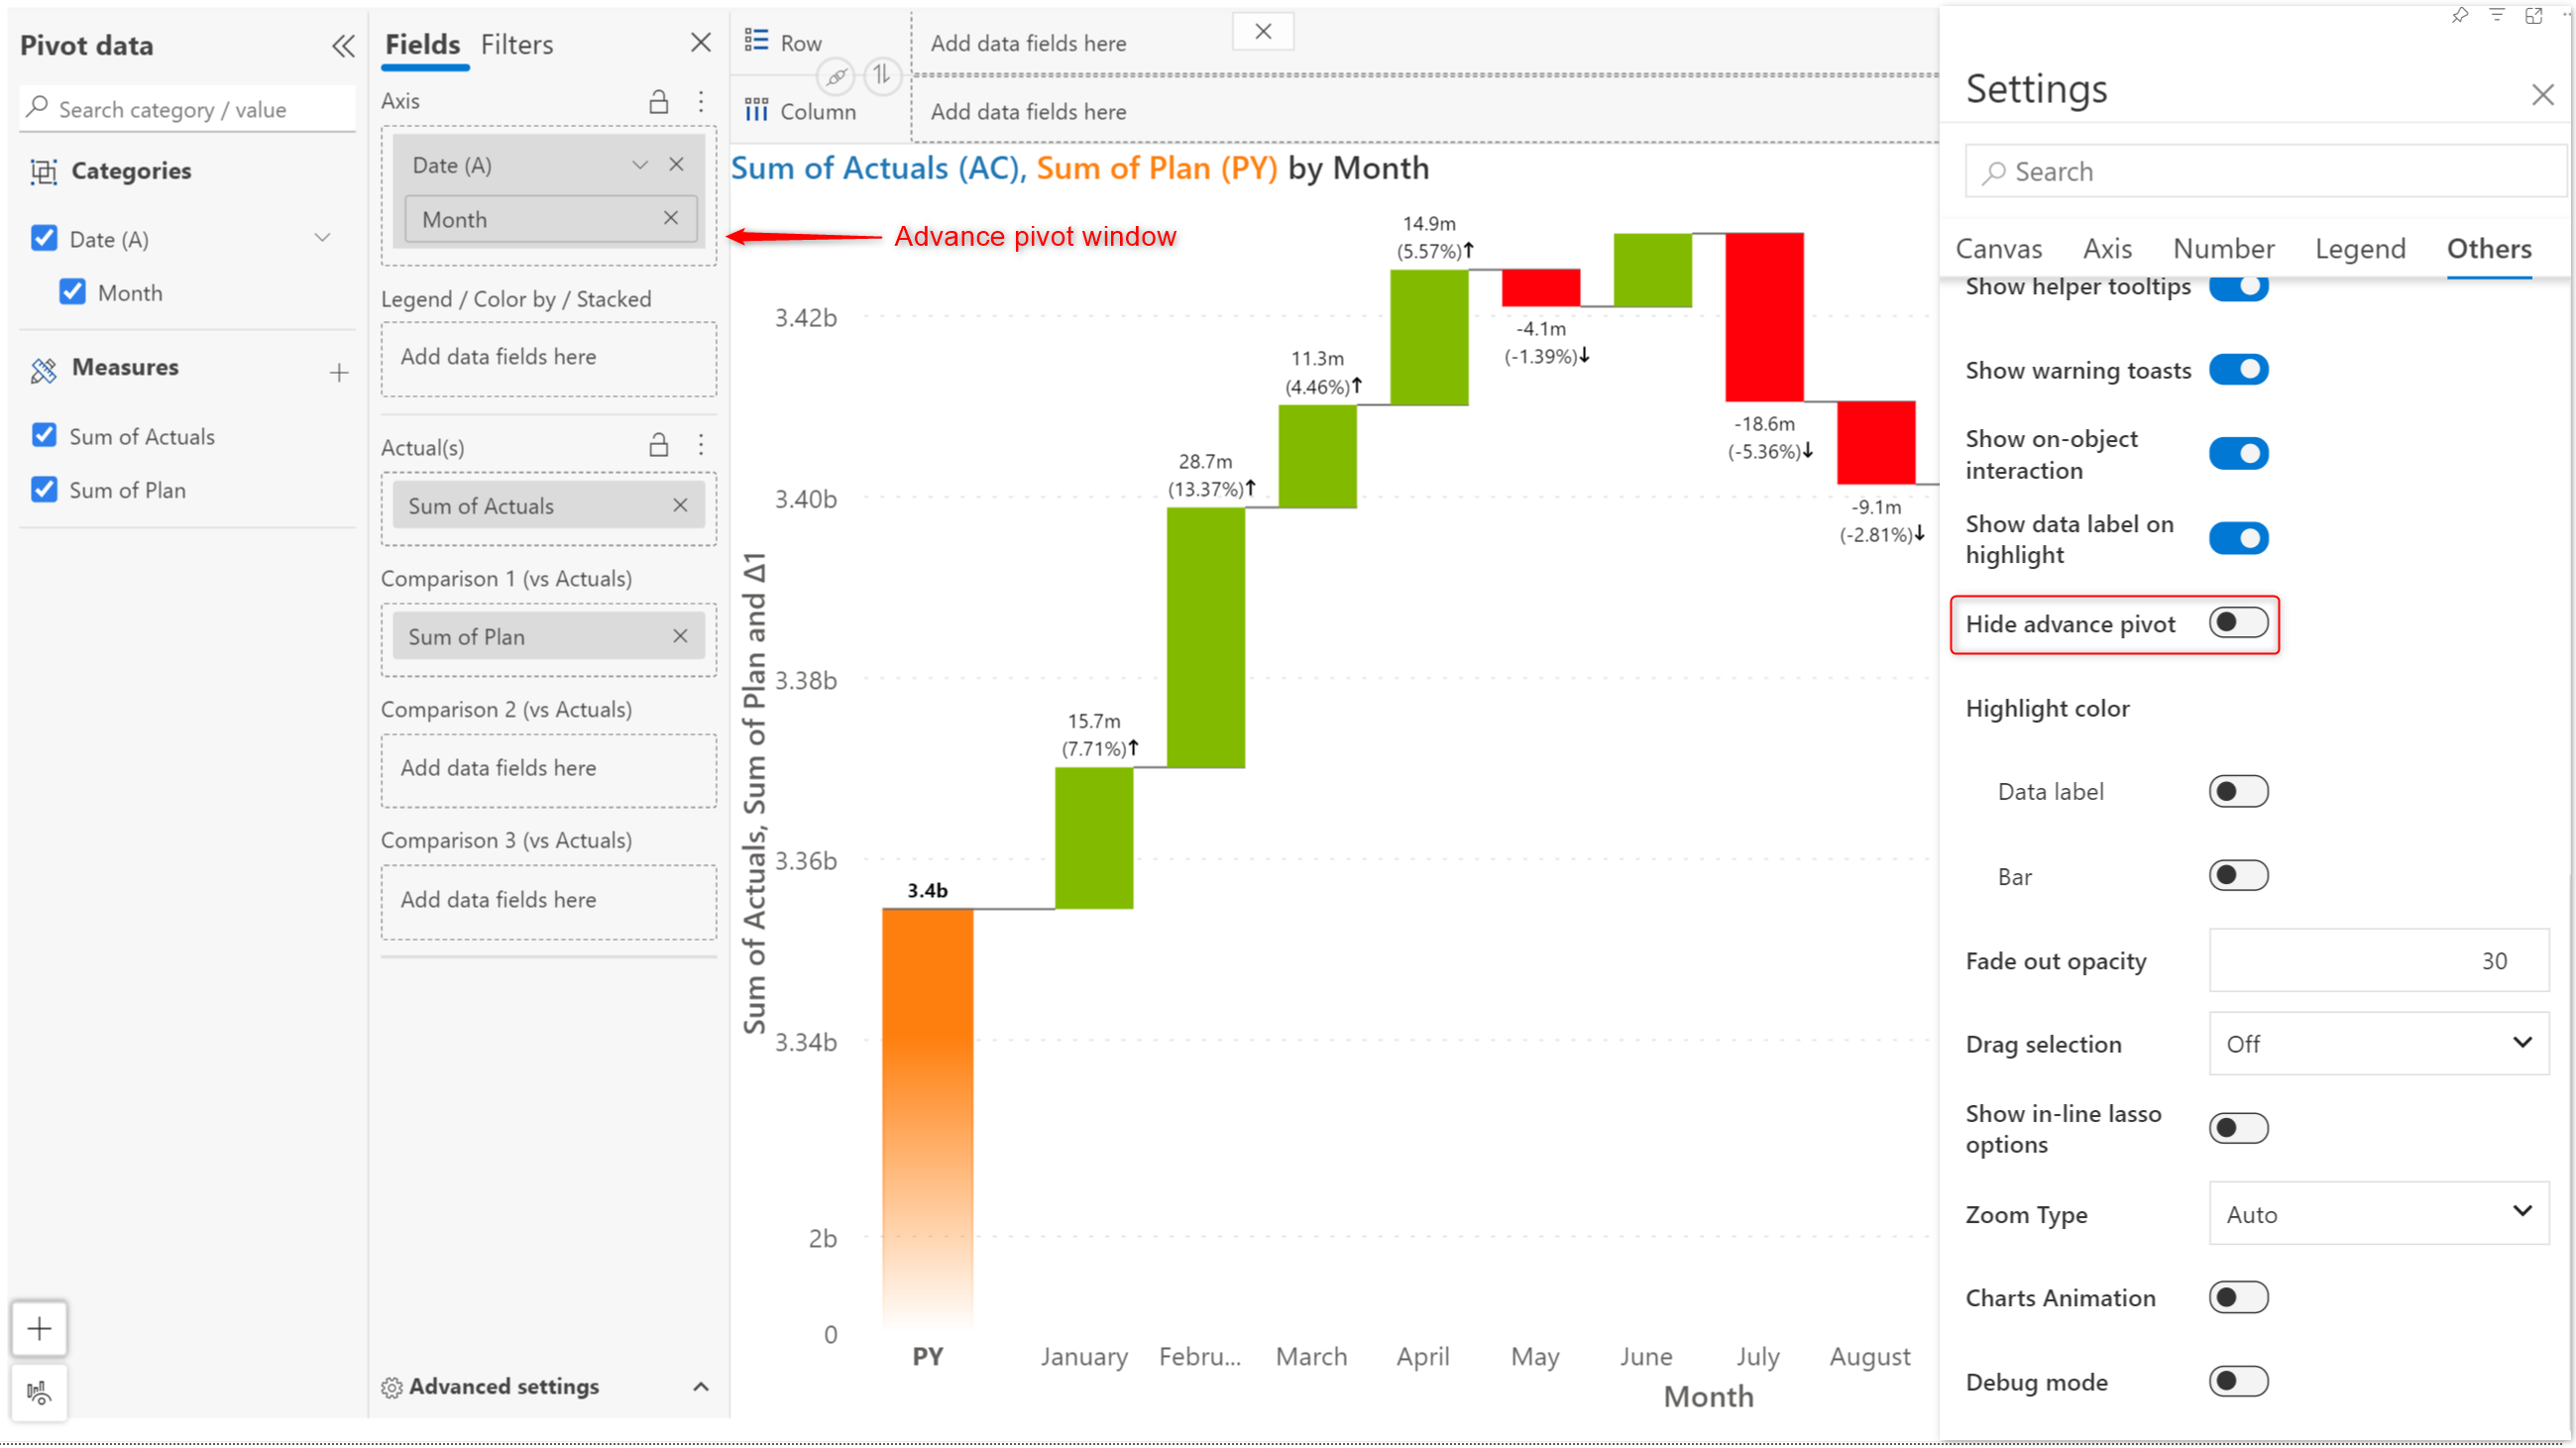 Pivot data
Search category / value
Categories
Date (A)
Month
Measures
Sum of Actuals
Sum of Plan
Fields
Filters
Axis
Date (A)
Month
Legend / Color by / Stacked
Add data fields here
Actual(s)
Sum of Actuals
Comparison 1 (vs Actuals)
Sum of Plan
Comparison 2 (vs Actuals)
Add data fields here
Comparison 3 (vs Actuals)
Add data fields here
Advanced settings
Row
Add data fields here
Column
Add data fields here
Sum of Actuals (AC), Sum of Plan (PY) by Month
Advance pivot window
Sum of Actuals, Sum of Plan and Δ1
3.42b
3.40b
3.38b
3.36b
3.34b
2b
0
3.4b
15.7m
(7.71%)↑
28.7m
(13.37%)↑
11.3m
(4.46%)↑
14.9m
(5.57%)↑
-4.1m
(-1.39%)↓
-18.6m
(-5.36%)↓
-9.1m
(-2.81%)↓
PY
January
Febru...
March
April
May
June
July
August
Month
Settings
Search
Canvas
Axis
Number
Legend
Others
Show helper tooltips
Show warning toasts
Show on-object
interaction
Show data label on
highlight
Hide advance pivot
Highlight color
Data label
Bar
Fade out opacity
30
Drag selection
Off
Show in-line lasso
options
Zoom Type
Auto
Charts Animation
Debug mode